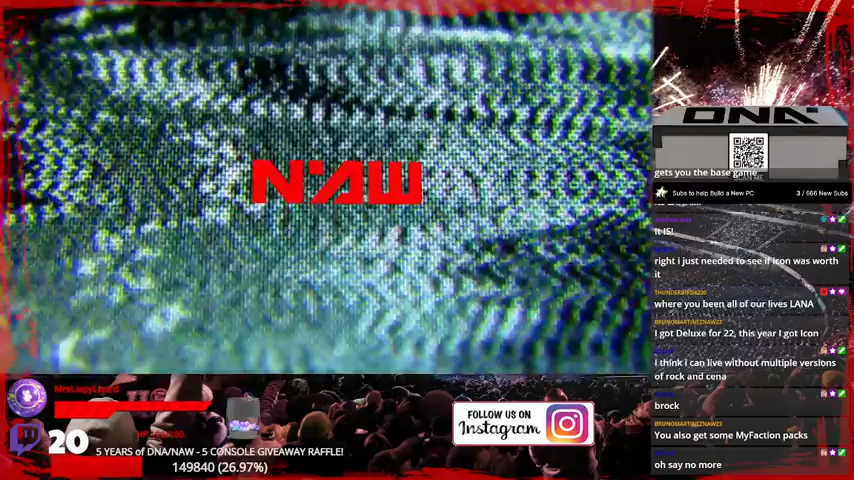 N'AW
DNA
SCAN ME
gets you the base game
Subs to help Build a New PC
3 / 666 New Subs
It IS!
right i just needed to see if icon was worth
it
THUNDERBIRD4230
where you been all of our lives LANA
BRUNOMARTINEZNAW23
I got Deluxe for 22, this year I got Icon
i think i can live without multiple versions
of rock and cena
brock
BRUNOMARTINEZNAW23
You also get some MyFaction packs
oh say no more
MrsLispyLizard
20
FOLLOW US ON
Instagram
5 YEARS of DNA/NAW - 5 CONSOLE GIVEAWAY RAFFLE!
149840 (26.97%)